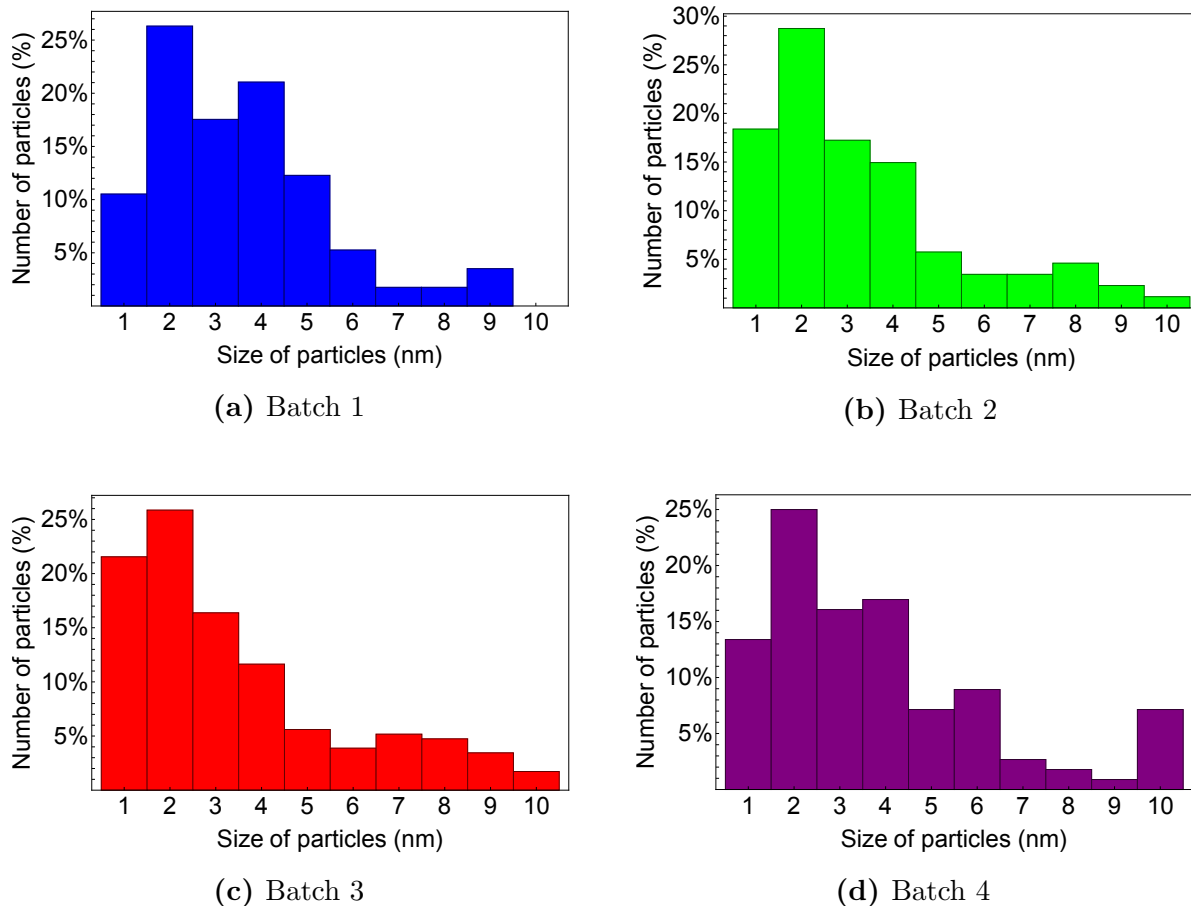 Number of particles (%)
25%
20%
15%
10%
5%
1 2 3 4 5 6 7 8 9 10
Size of particles (nm)
(a) Batch 1
Number of particles (%)
30%
25%
20%
15%
10%
5%
1 2 3 4 5 6 7 8 9 10
Size of particles (nm)
(b) Batch 2
Number of particles (%)
25%
20%
15%
10%
5%
1 2 3 4 5 6 7 8 9 10
Size of particles (nm)
(c) Batch 3
Number of particles (%)
25%
20%
15%
10%
5%
1 2 3 4 5 6 7 8 9 10
Size of particles (nm)
(d) Batch 4